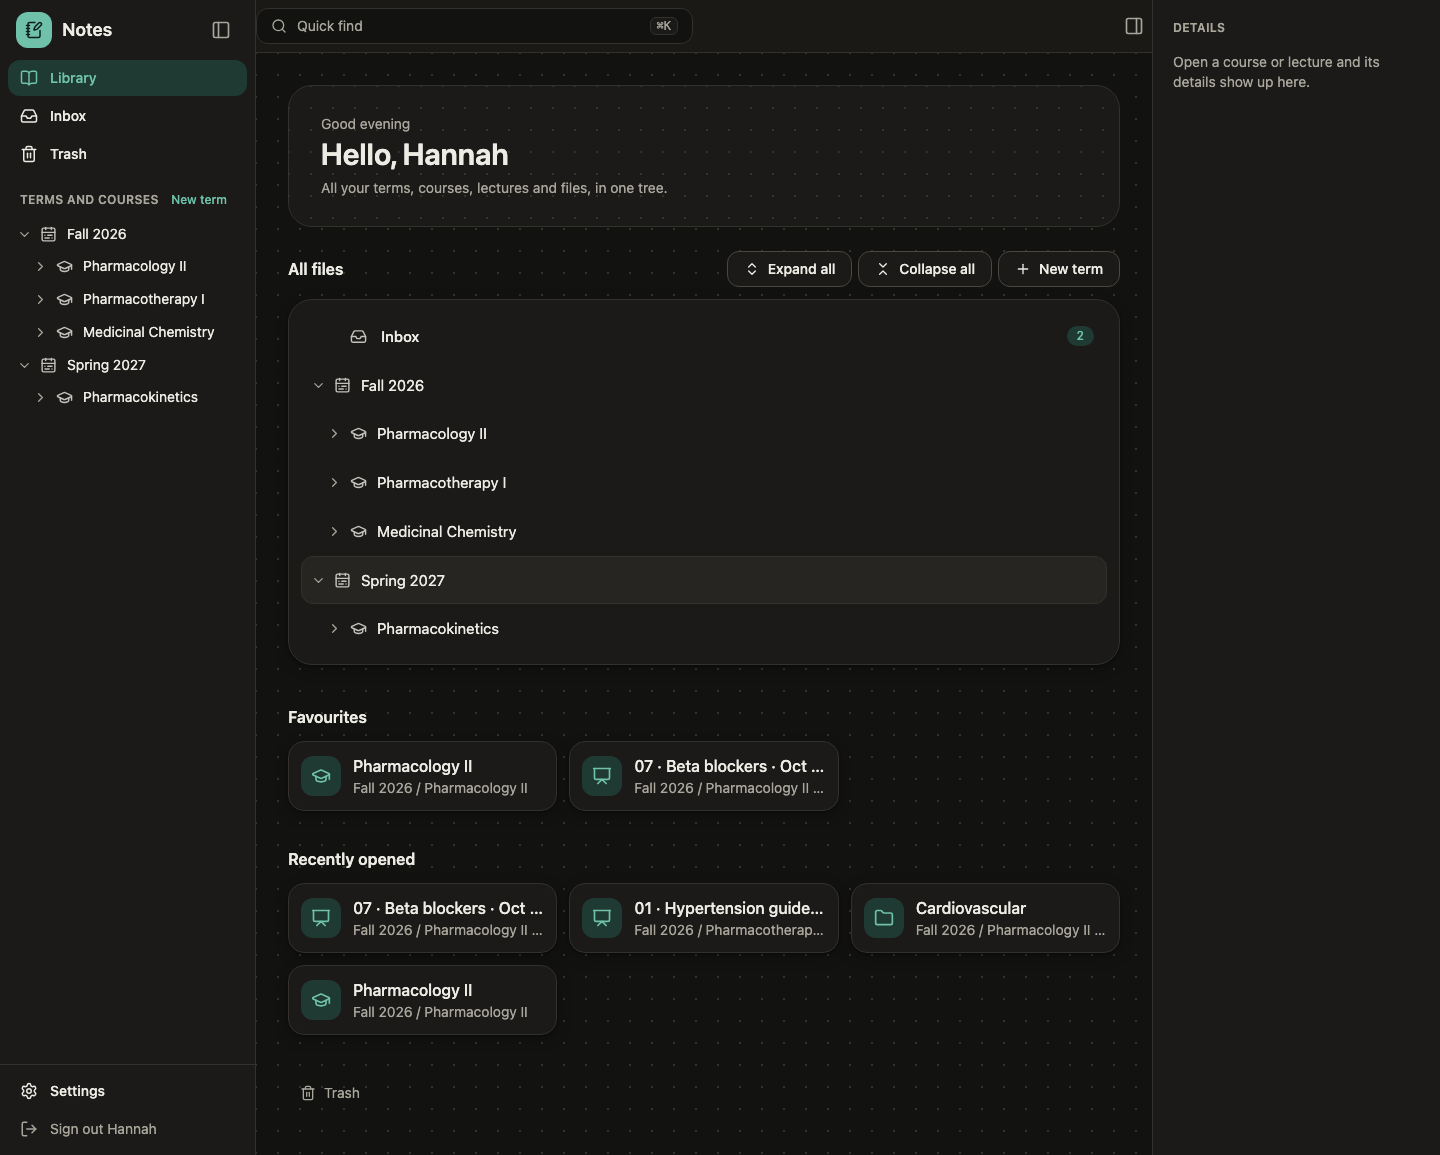 Notes
Library
Inbox
Trash
TERMS AND COURSES New term
Fall 2026
Pharmacology II
Pharmacotherapy I
Medicinal Chemistry
Spring 2027
Pharmacokinetics
Settings
Sign out Hannah
Quick find ⌘K
Good evening
Hello, Hannah
All your terms, courses, lectures and files, in one tree.
All files
Expand all
Collapse all
New term
Inbox 2
Fall 2026
Pharmacology II
Pharmacotherapy I
Medicinal Chemistry
Spring 2027
Pharmacokinetics
Favourites
Pharmacology II
Fall 2026 / Pharmacology II
07 · Beta blockers · Oct ...
Fall 2026 / Pharmacology II ...
Recently opened
07 · Beta blockers · Oct ...
Fall 2026 / Pharmacology II ...
01 · Hypertension guide...
Fall 2026 / Pharmacotherap...
Cardiovascular
Fall 2026 / Pharmacology II ...
Pharmacology II
Fall 2026 / Pharmacology II
Trash
DETAILS
Open a course or lecture and its
details show up here.